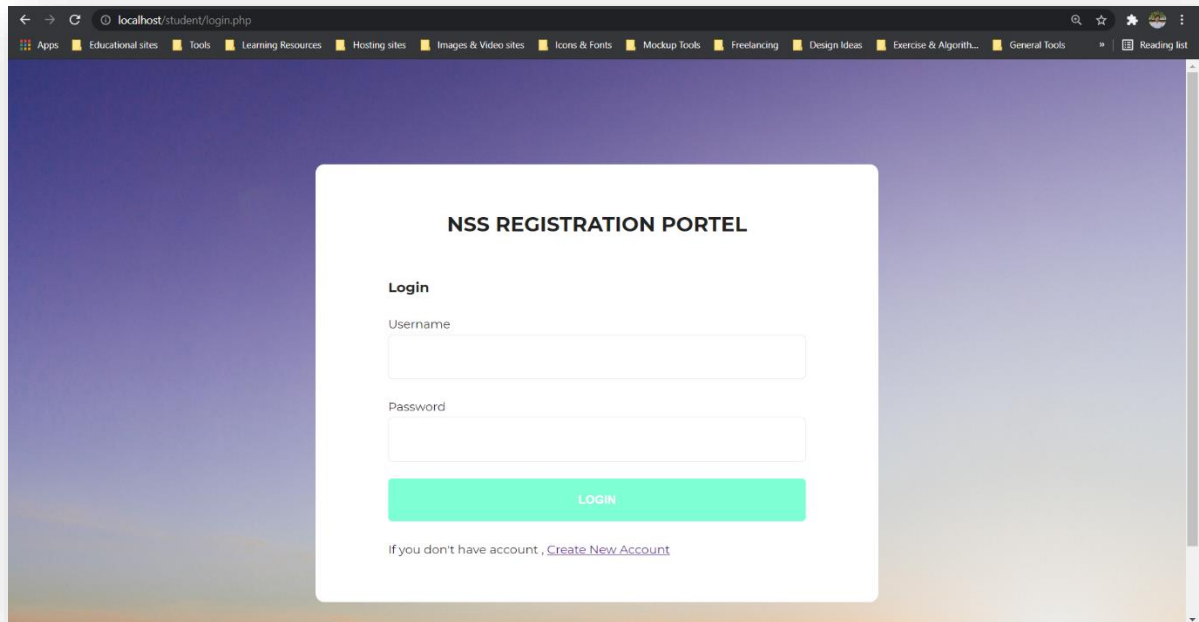 localhost/student/login.php
Apps Educational sites Tools Learning Resources Hosting sites Images & Video sites Icons & Fonts Mockup Tools Freelancing Design Ideas Exercise & Algorith... General Tools » Reading list
NSS REGISTRATION PORTEL
Login
Username
Password
LOGIN
If you don't have account , Create New Account